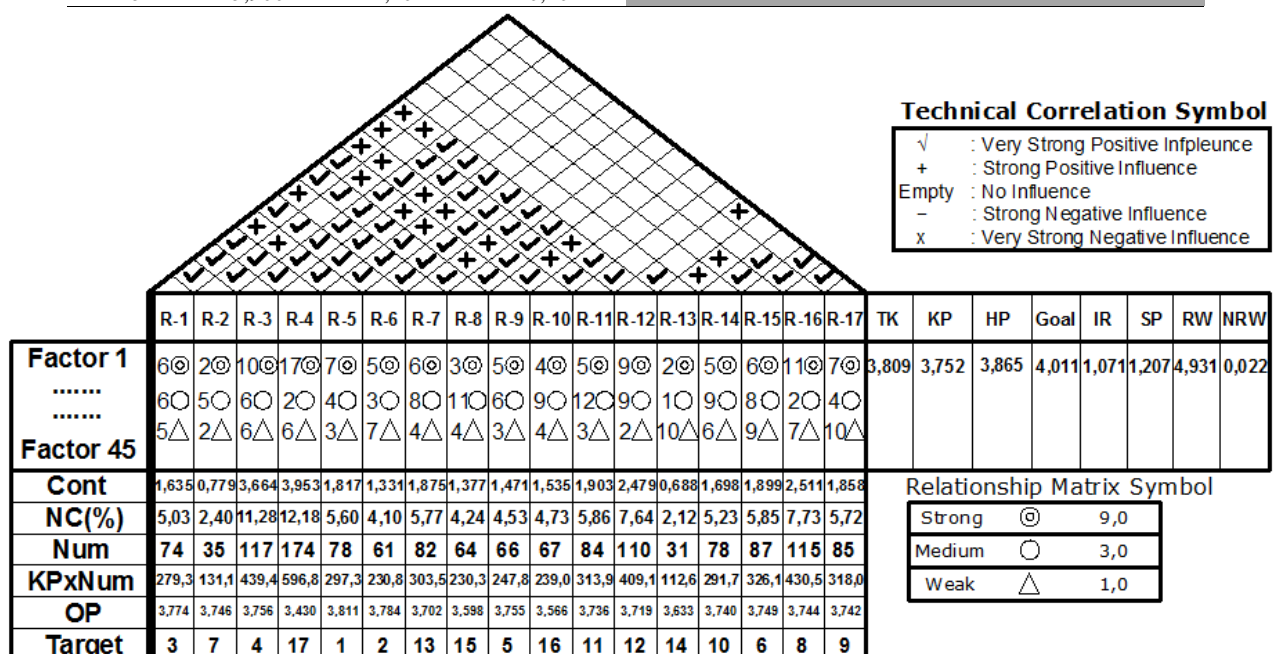 Technical Correlation Symbol
√ : Very Strong Positive Infpleunce
+ : Strong Positive Influence
Empty : No Influence
− : Strong Negative Influence
x : Very Strong Negative Influence
R-1 R-2 R-3 R-4 R-5 R-6 R-7 R-8 R-9 R-10 R-11 R-12 R-13 R-14 R-15 R-16 R-17 TK KP HP Goal IR SP RW NRW
Factor 1 6◎ 2◎ 10◎ 17◎ 7◎ 5◎ 6◎ 3◎ 5◎ 4◎ 5◎ 9◎ 2◎ 5◎ 6◎ 11◎ 7◎ 3,809 3,752 3,865 4,011 1,071 1,207 4,931 0,022
....... 6○ 5○ 6○ 2○ 4○ 3○ 8○ 11○ 6○ 9○ 12○ 9○ 1○ 9○ 8○ 2○ 4○
....... 5△ 2△ 6△ 6△ 3△ 7△ 4△ 4△ 3△ 4△ 3△ 2△ 10△ 6△ 9△ 7△ 10△
Factor 45
Cont 1,635 0,779 3,664 3,953 1,817 1,331 1,875 1,377 1,471 1,535 1,903 2,479 0,688 1,698 1,899 2,511 1,858
NC(%) 5,03 2,40 11,28 12,18 5,60 4,10 5,77 4,24 4,53 4,73 5,86 7,64 2,12 5,23 5,85 7,73 5,72
Num 74 35 117 174 78 61 82 64 66 67 84 110 31 78 87 115 85
KPxNum 279,3 131,1 439,4 596,8 297,3 230,8 303,5 230,3 247,8 239,0 313,9 409,1 112,6 291,7 326,1 430,5 318,0
OP 3,774 3,746 3,756 3,430 3,811 3,784 3,702 3,598 3,755 3,566 3,736 3,719 3,633 3,740 3,749 3,744 3,742
Target 3 7 4 17 1 2 13 15 5 16 11 12 14 10 6 8 9
Relationship Matrix Symbol
Strong ◎ 9,0
Medium ○ 3,0
Weak △ 1,0